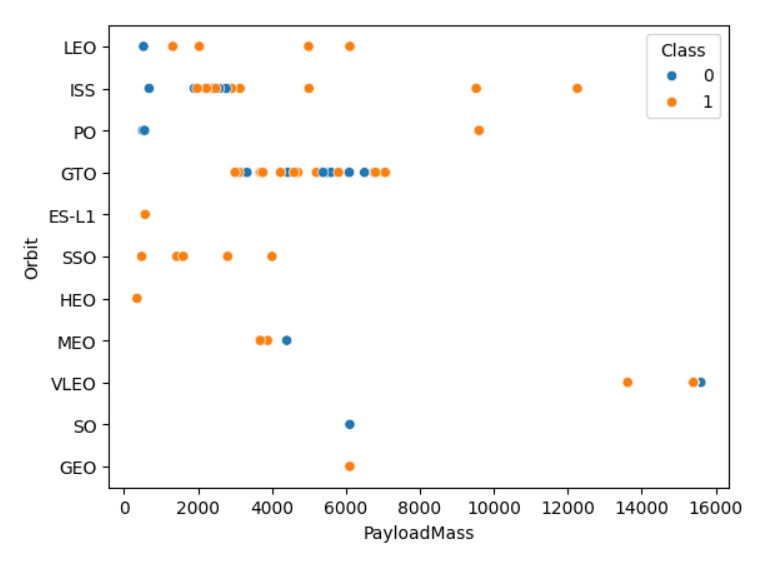 Class
0
1
LEO
ISS
PO
GTO
ES-L1
SSO
HEO
MEO
VLEO
SO
GEO
Orbit
0 2000 4000 6000 8000 10000 12000 14000 16000
PayloadMass